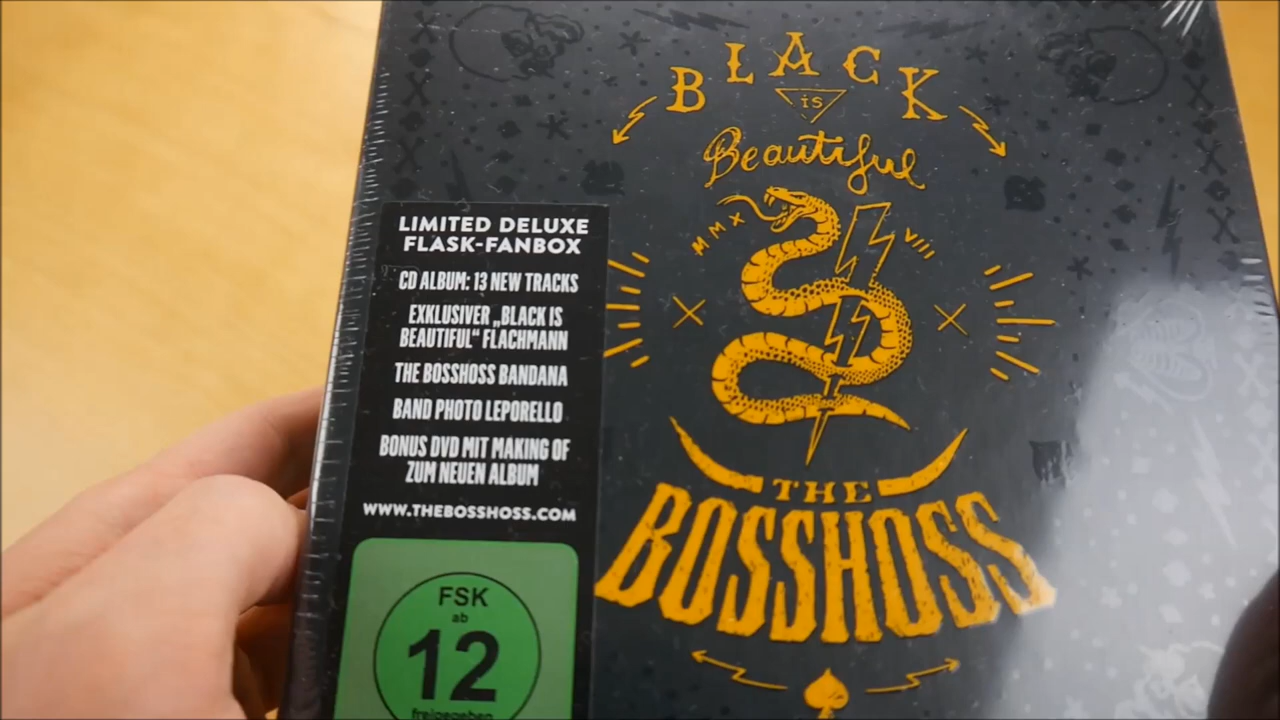 BLACK
is
Beautiful
MMX VIII
THE
BOSSHOSS
LIMITED DELUXE
FLASK-FANBOX
CD ALBUM: 13 NEW TRACKS
EXKLUSIVER „BLACK IS
BEAUTIFUL“ FLACHMANN
THE BOSSHOSS BANDANA
BAND PHOTO LEPORELLO
BONUS DVD MIT MAKING OF
ZUM NEUEN ALBUM
WWW.THEBOSSHOSS.COM
FSK
ab
12
freigegeben